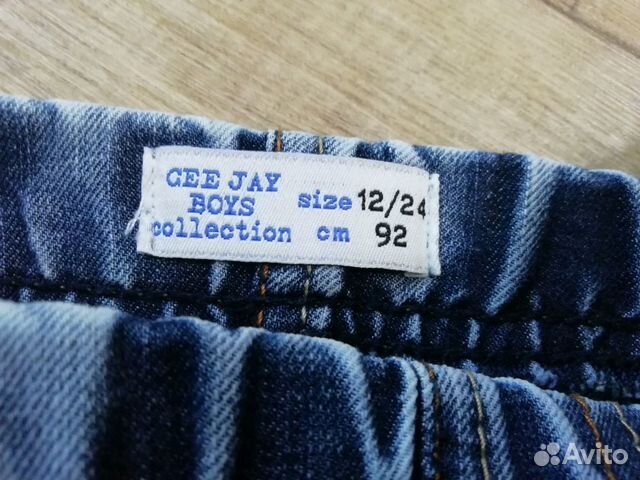 GEE JAY
BOYS
collection
size 12/24
cm 92
Avito